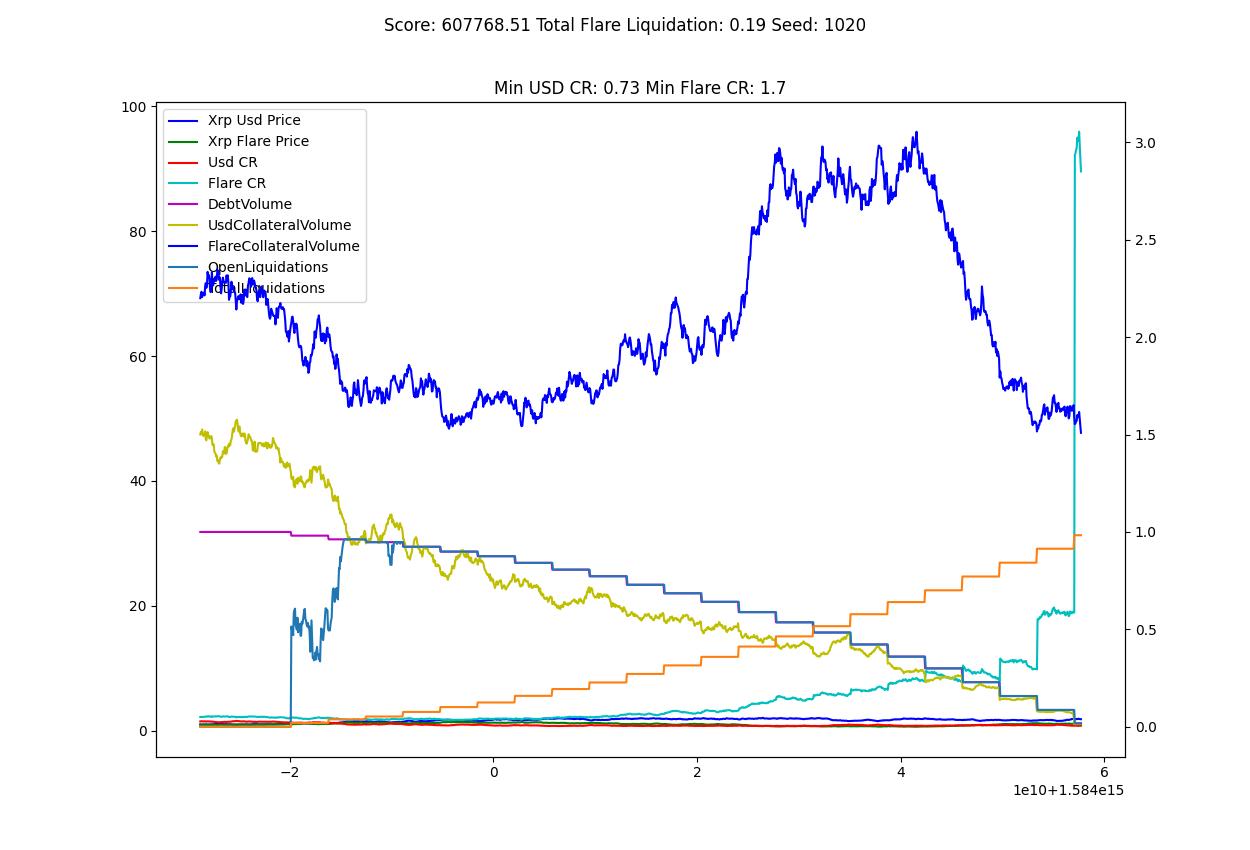 Score: 607768.51 Total Flare Liquidation: 0.19 Seed: 1020
Min USD CR: 0.73 Min Flare CR: 1.7
Xrp Usd Price
Xrp Flare Price
Usd CR
Flare CR
DebtVolume
UsdCollateralVolume
FlareCollateralVolume
OpenLiquidations
TotalLiquidations
100
80
60
40
20
0
3.0
2.5
2.0
1.5
1.0
0.5
0.0
−2
0
2
4
6
1e10+1.584e15